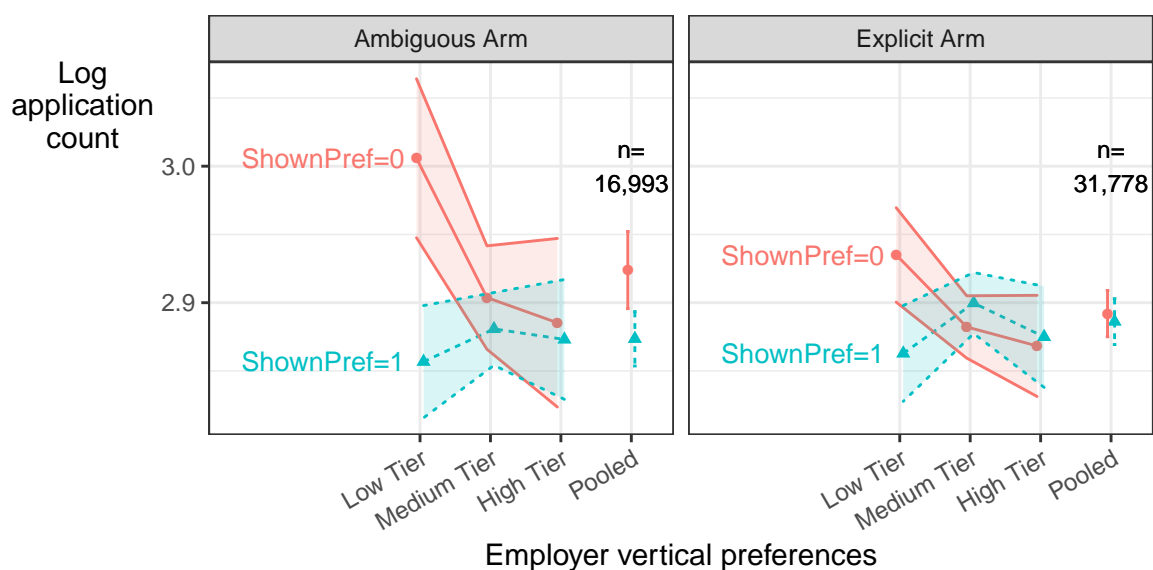 Ambiguous Arm
Explicit Arm
Log
application
count
3.0
2.9
ShownPref=0
ShownPref=1
n=
16,993
ShownPref=0
ShownPref=1
n=
31,778
Low Tier
Medium Tier
High Tier
Pooled
Low Tier
Medium Tier
High Tier
Pooled
Employer vertical preferences